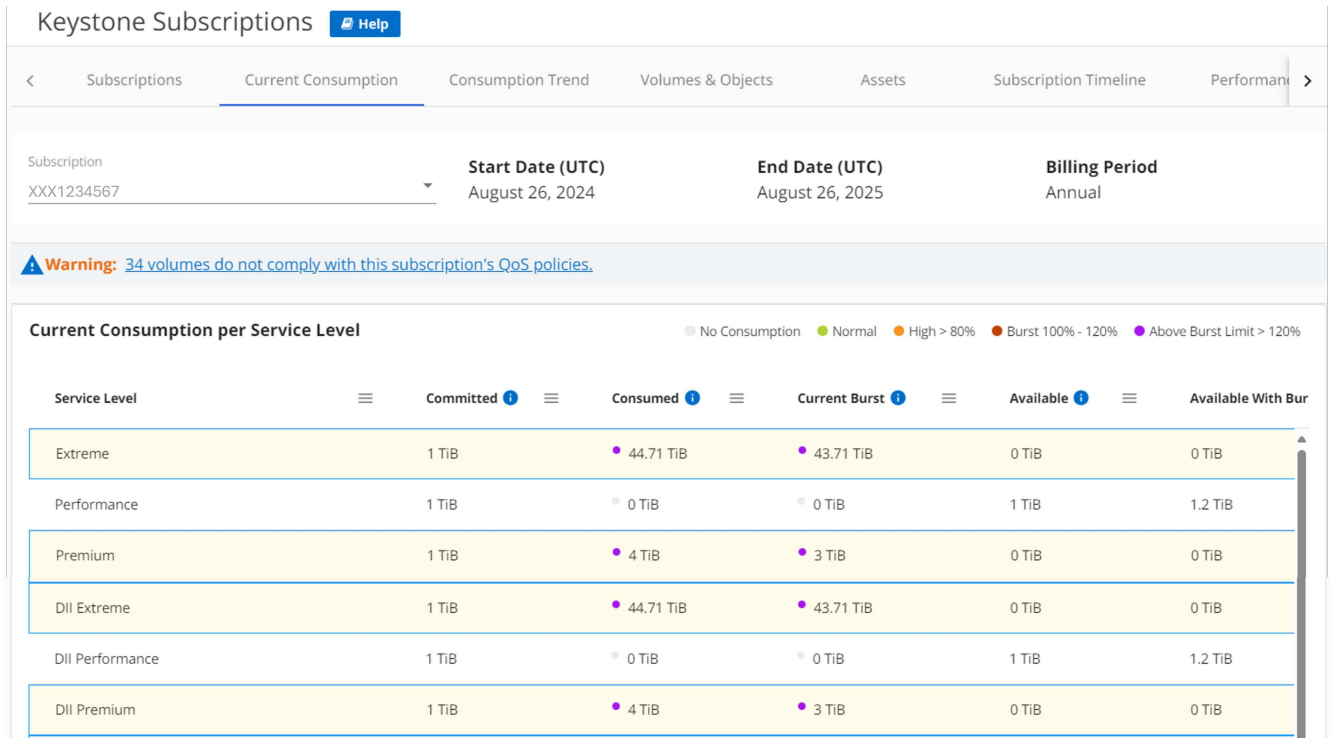 Keystone Subscriptions Help
Subscriptions Current Consumption Consumption Trend Volumes & Objects Assets Subscription Timeline Performanc
Subscription
XXX1234567
Start Date (UTC)
August 26, 2024
End Date (UTC)
August 26, 2025
Billing Period
Annual
Warning: 34 volumes do not comply with this subscription's QoS policies.
Current Consumption per Service Level
No Consumption Normal High > 80% Burst 100% - 120% Above Burst Limit > 120%
Service Level Committed Consumed Current Burst Available Available With Bur
Extreme 1 TiB 44.71 TiB 43.71 TiB 0 TiB 0 TiB
Performance 1 TiB 0 TiB 0 TiB 1 TiB 1.2 TiB
Premium 1 TiB 4 TiB 3 TiB 0 TiB 0 TiB
DII Extreme 1 TiB 44.71 TiB 43.71 TiB 0 TiB 0 TiB
DII Performance 1 TiB 0 TiB 0 TiB 1 TiB 1.2 TiB
DII Premium 1 TiB 4 TiB 3 TiB 0 TiB 0 TiB